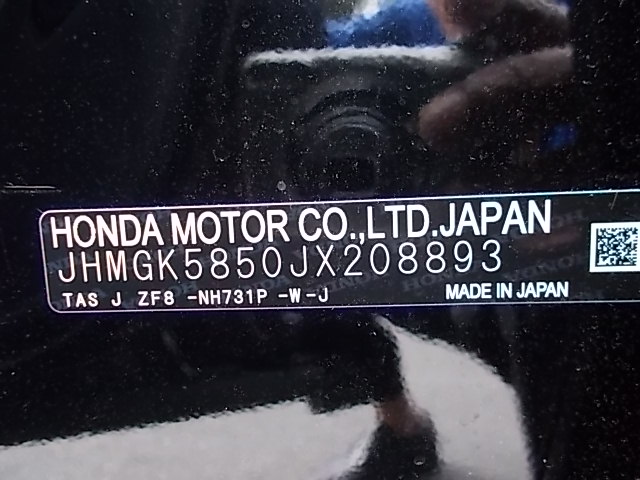 HONDA MOTOR CO.,LTD.JAPAN
JHMGK5850JX208893
TAS J ZF8 -NH731P -W-J
MADE IN JAPAN